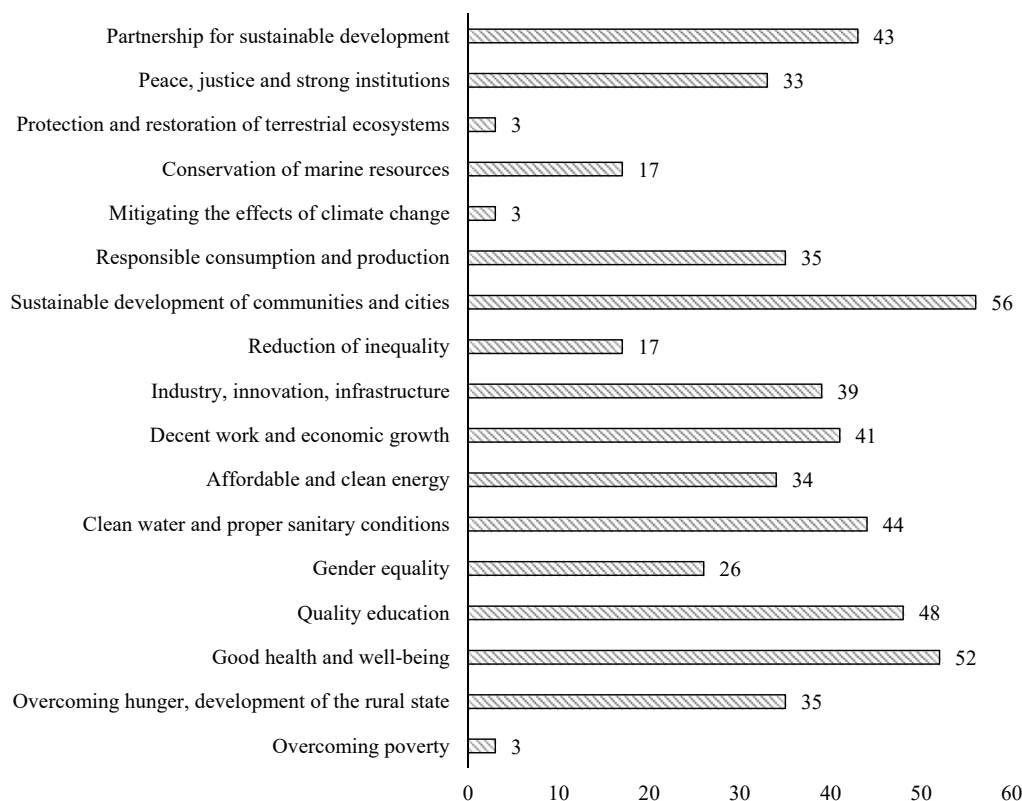 Partnership for sustainable development 43
Peace, justice and strong institutions 33
Protection and restoration of terrestrial ecosystems 3
Conservation of marine resources 17
Mitigating the effects of climate change 3
Responsible consumption and production 35
Sustainable development of communities and cities 56
Reduction of inequality 17
Industry, innovation, infrastructure 39
Decent work and economic growth 41
Affordable and clean energy 34
Clean water and proper sanitary conditions 44
Gender equality 26
Quality education 48
Good health and well-being 52
Overcoming hunger, development of the rural state 35
Overcoming poverty 3
0 10 20 30 40 50 60